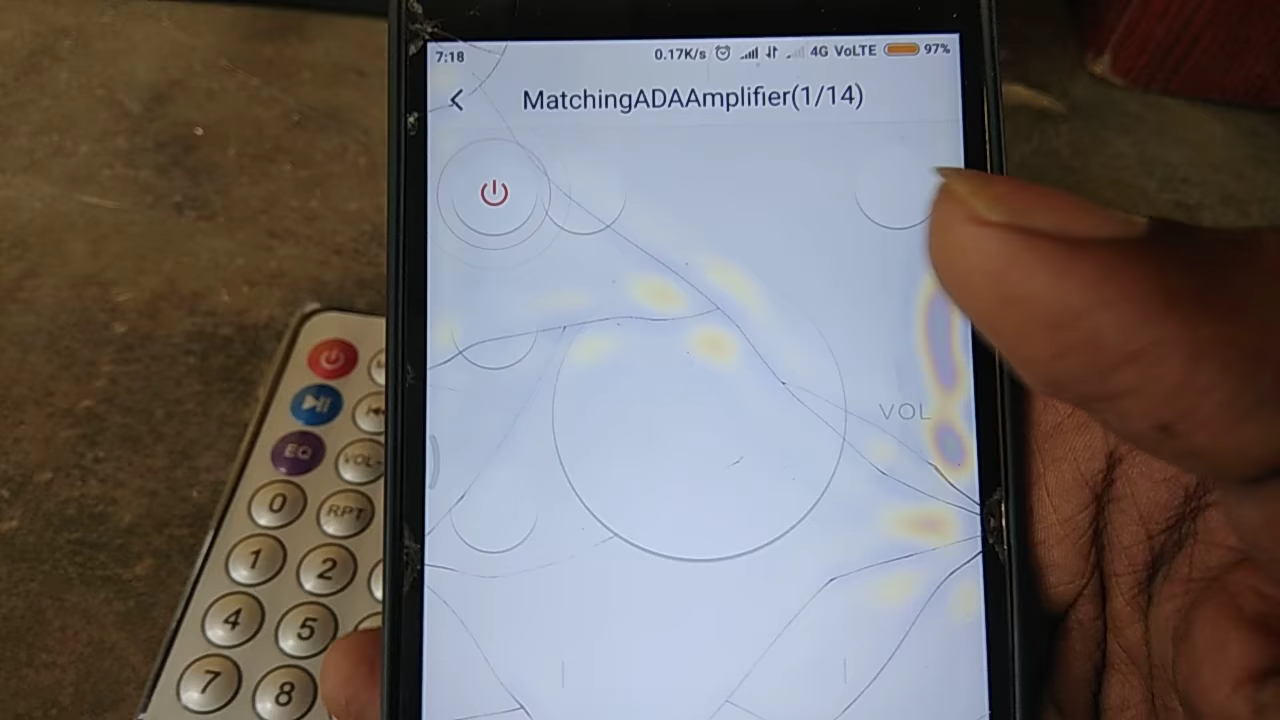 7:18 0.17K/s 4G VoLTE 97%
MatchingADAAmplifier(1/14)
VOL
EQ
VOL-
0 RPT
1 2
4 5
7 8